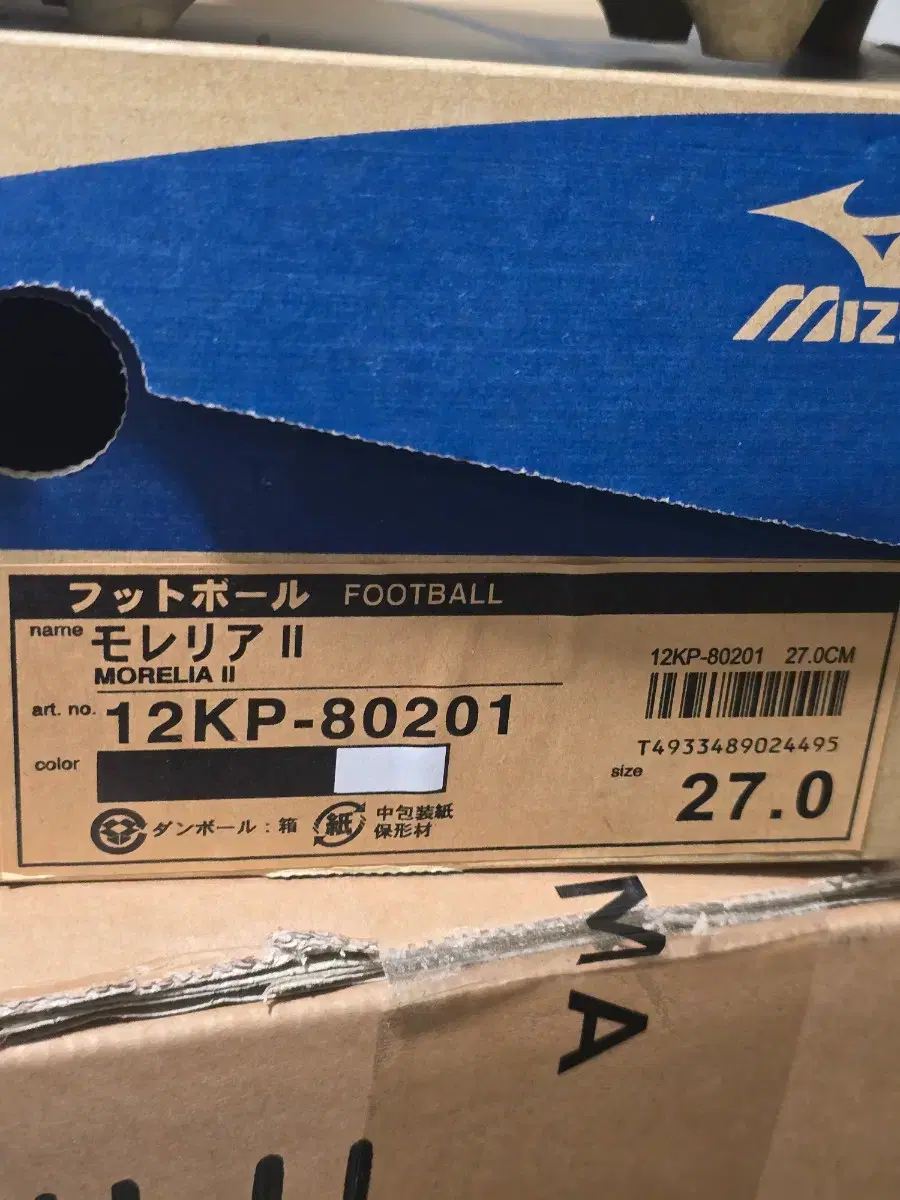 MIZ
フットボール FOOTBALL
name モレリア II
MORELIA II
art. no. 12KP-80201
color
12KP-80201 27.0CM
T4933489024495
size 27.0
ダンボール：箱
紙
中包装紙
保形材
MA